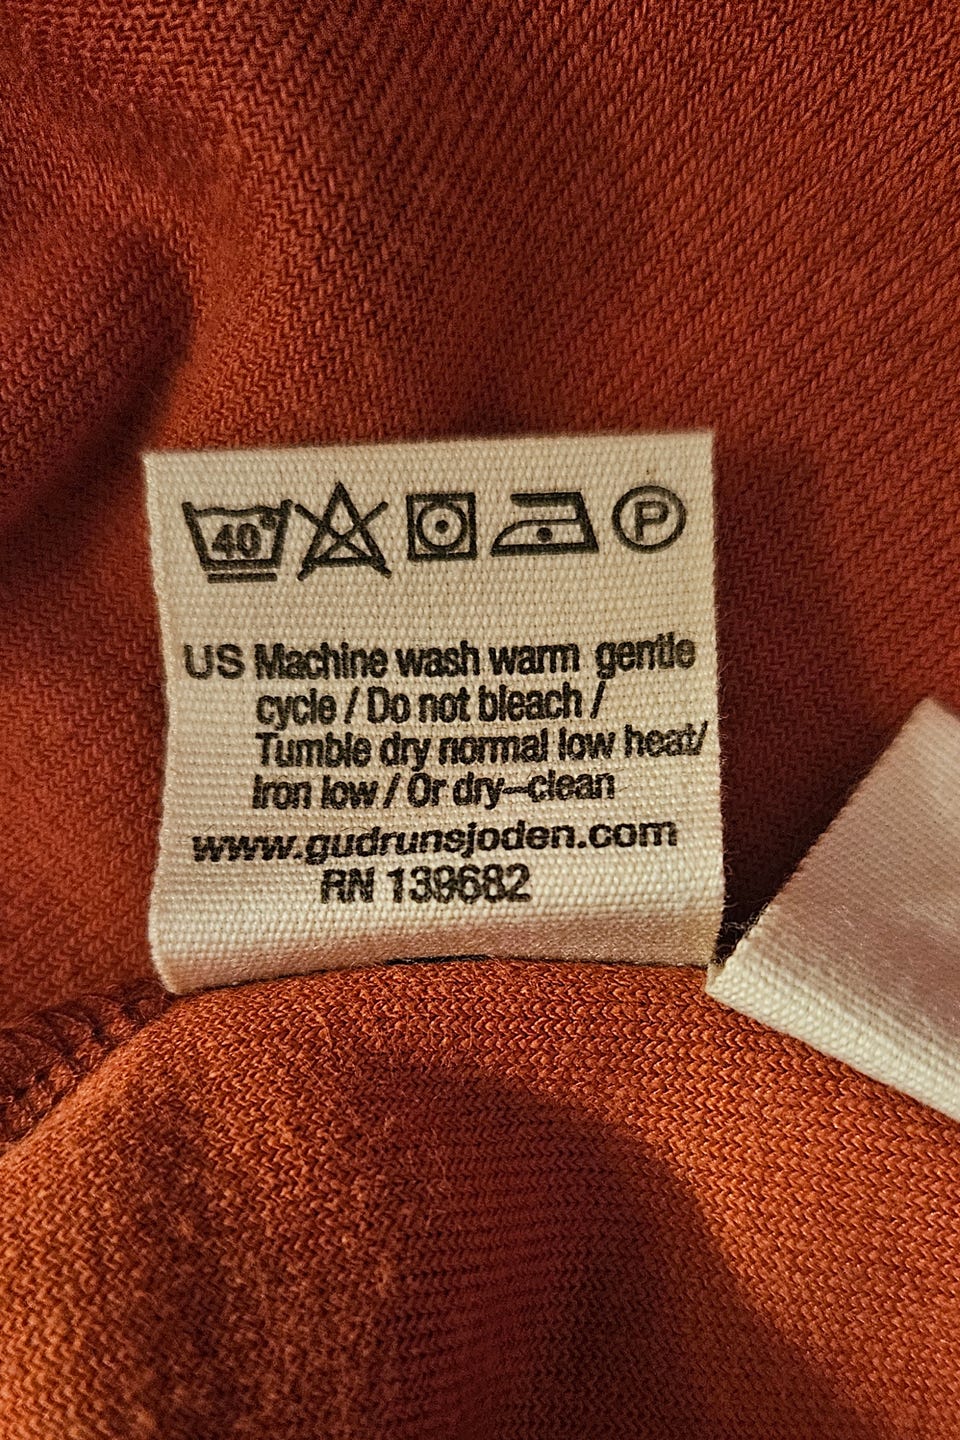 40°
P
US Machine wash warm gentle
cycle / Do not bleach /
Tumble dry normal low heat/
Iron low / Or dry-clean
www.gudrunsjoden.com
RN 139682